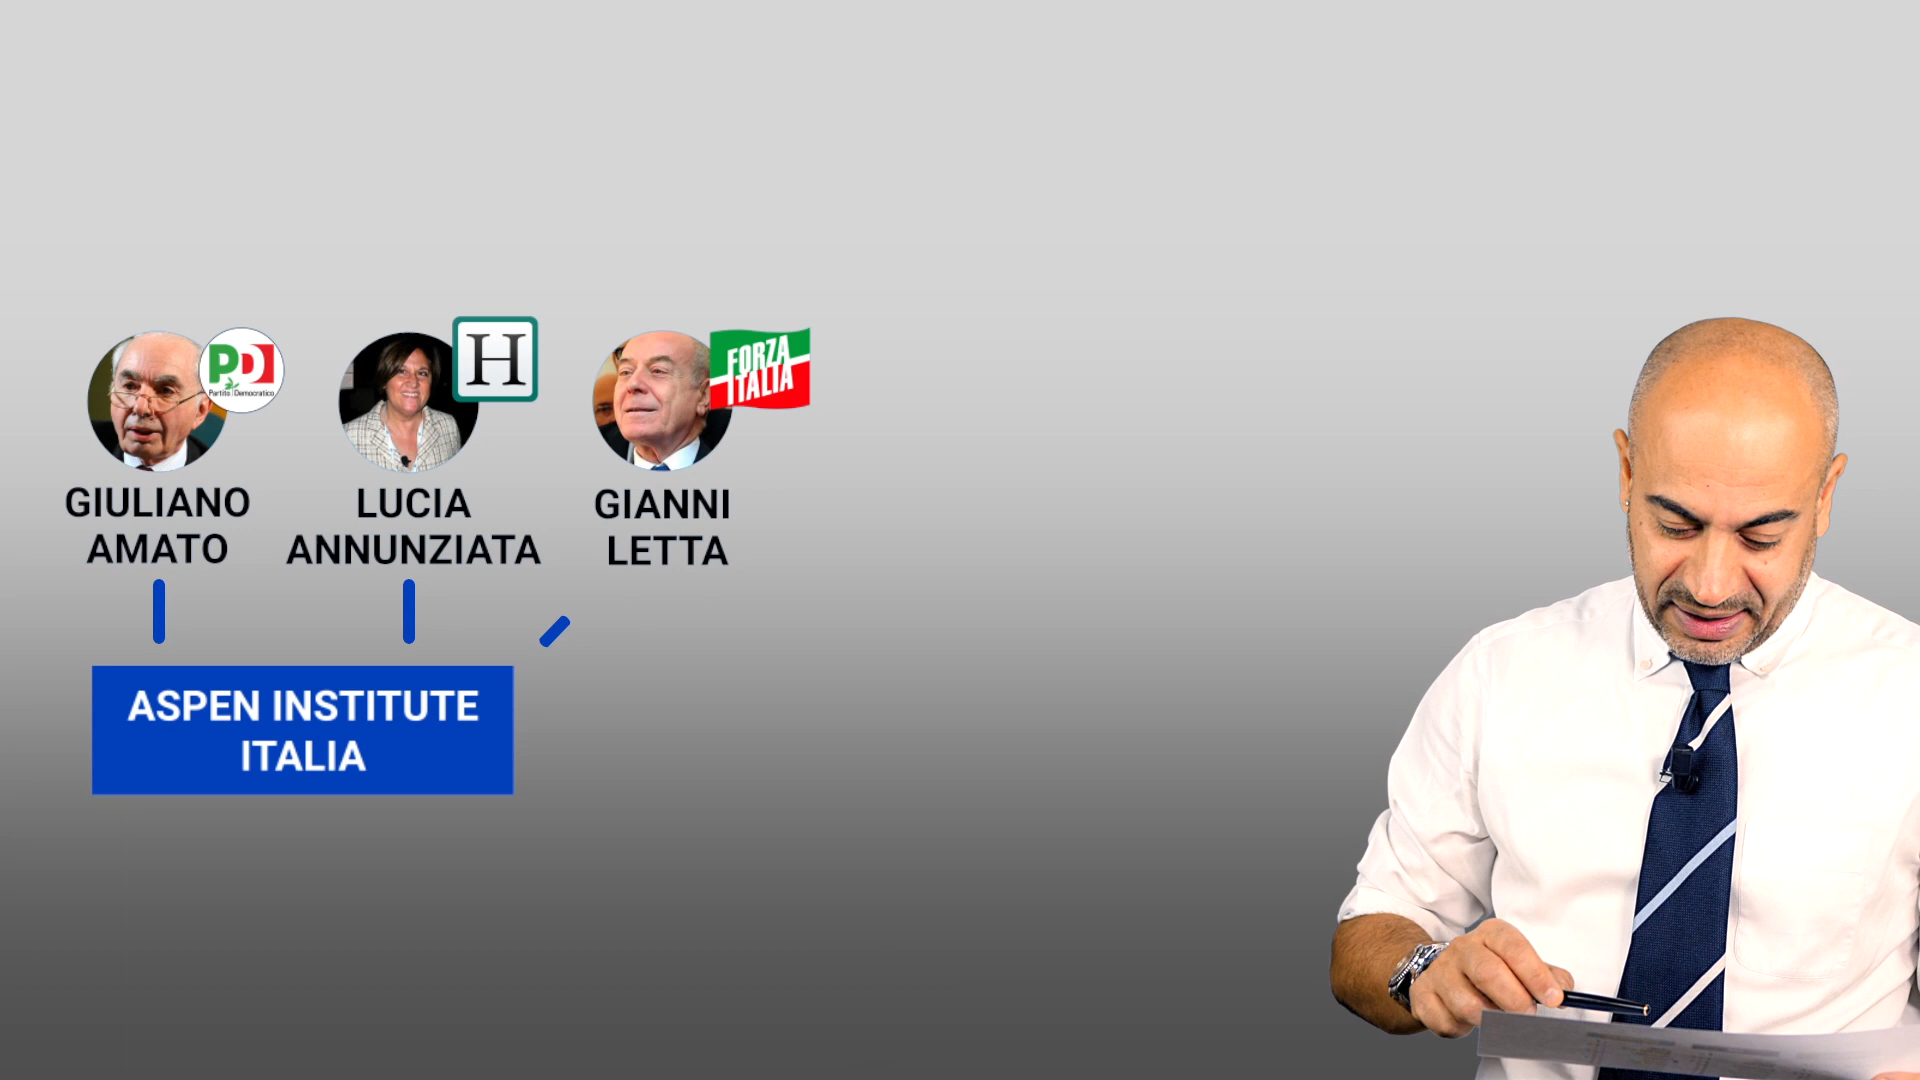 PD
Partito Democratico
H
FORZA
ITALIA
GIULIANO
AMATO
LUCIA
ANNUNZIATA
GIANNI
LETTA
ASPEN INSTITUTE
ITALIA